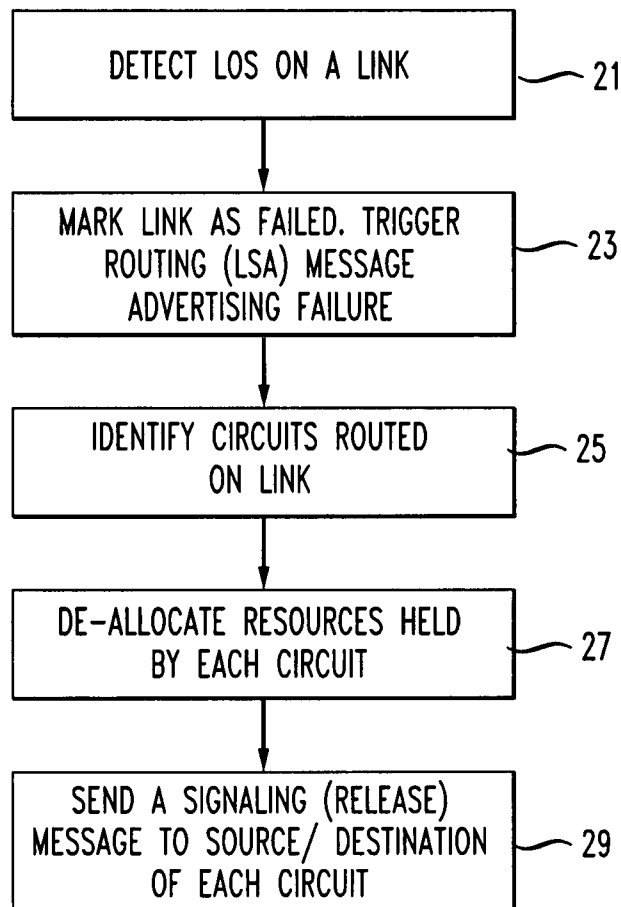 DETECT LOS ON A LINK
21
MARK LINK AS FAILED. TRIGGER
ROUTING (LSA) MESSAGE
ADVERTISING FAILURE
23
IDENTIFY CIRCUITS ROUTED
ON LINK
25
DE-ALLOCATE RESOURCES HELD
BY EACH CIRCUIT
27
SEND A SIGNALING (RELEASE)
MESSAGE TO SOURCE/ DESTINATION
OF EACH CIRCUIT
29